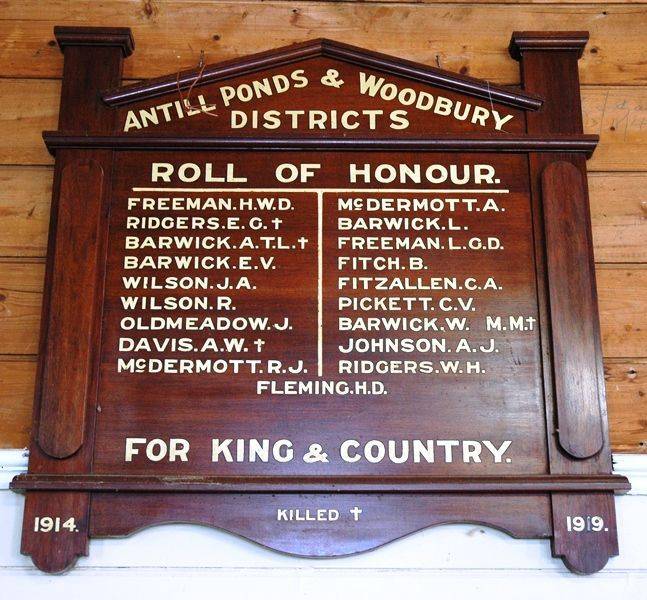 ANTILL PONDS & WOODBURY
DISTRICTS
ROLL OF HONOUR.
FREEMAN.H.W.D.
RIDGERS.E.G.†
BARWICK.A.T.L.†
BARWICK.E.V.
WILSON.J.A.
WILSON.R.
OLDMEADOW.J.
DAVIS.A.W.†
McDERMOTT.R.J.
McDERMOTT.A.
BARWICK.L.
FREEMAN.L.G.D.
FITCH.B.
FITZALLEN.C.A.
PICKETT.C.V.
BARWICK.W. M.M†
JOHNSON.A.J.
RIDGERS.W.H.
FLEMING.H.D.
FOR KING & COUNTRY.
KILLED †
1914.
1919.